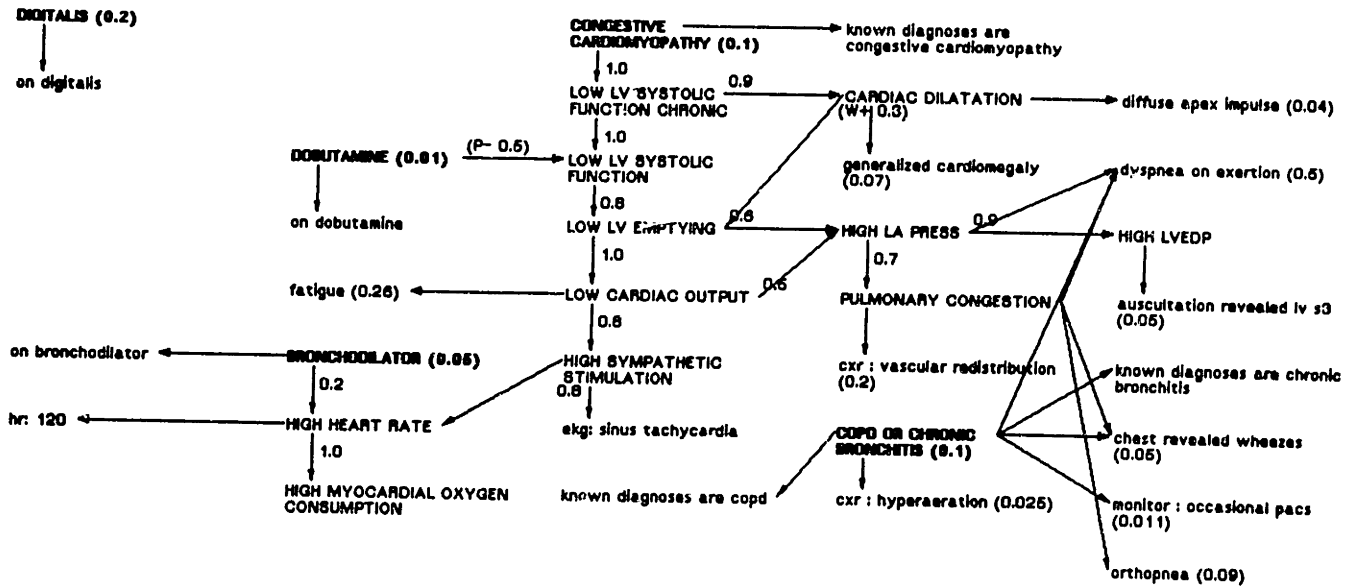 DIGITALIS (0.2)
on digitalis
CONGESTIVE
CARDIOMYOPATHY (0.1)
known diagnoses are
congestive cardiomyopathy
1.0
LOW LV SYSTOLIC
FUNCTION CHRONIC
0.9
CARDIAC DILATATION
(W+ 0.3)
diffuse apex impulse (0.04)
1.0
DOBUTAMINE (0.01)
(P- 0.5)
LOW LV SYSTOLIC
FUNCTION
generalized cardiomegaly
(0.07)
dyspnea on exertion (0.5)
0.8
on dobutamine
LOW LV EMPTYING
0.6
HIGH LA PRESS
0.9
HIGH LVEDP
1.0
0.7
fatigue (0.26)
LOW CARDIAC OUTPUT
0.5
PULMONARY CONGESTION
auscultation revealed lv s3
(0.05)
0.8
on bronchodilator
BRONCHODILATOR (0.05)
HIGH SYMPATHETIC
STIMULATION
cxr : vascular redistribution
(0.2)
known diagnoses are chronic
bronchitis
0.2
0.8
hr: 120
HIGH HEART RATE
ekg: sinus tachycardia
COPD OR CHRONIC
BRONCHITIS (0.1)
chest revealed wheezes
(0.05)
1.0
HIGH MYOCARDIAL OXYGEN
CONSUMPTION
known diagnoses are copd
cxr : hyperaeration (0.025)
monitor : occasional pacs
(0.011)
orthopnea (0.09)